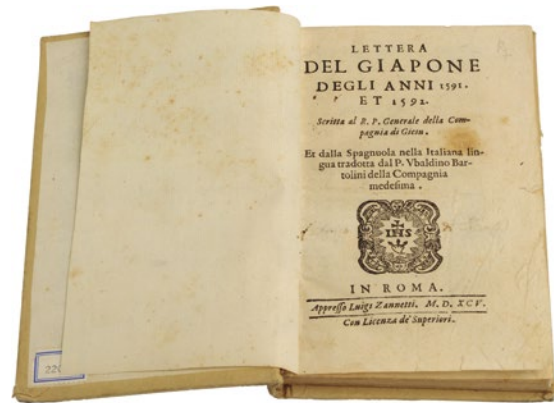 LETTERA
DEL GIAPONE
DEGLI ANNI 1591.
ET 1592.
Scritta al R. P. Generale della Com-
pagnia di Giesu.
Et dalla Spagnuola nella Italiana lin-
gua tradotta dal P. Vbaldino Bar-
tolini della Compagnia
medesima.
IHS
IN ROMA.
Appresso Luigi Zannetti. M. D. XCV.
Con Licenza de' Superiori.